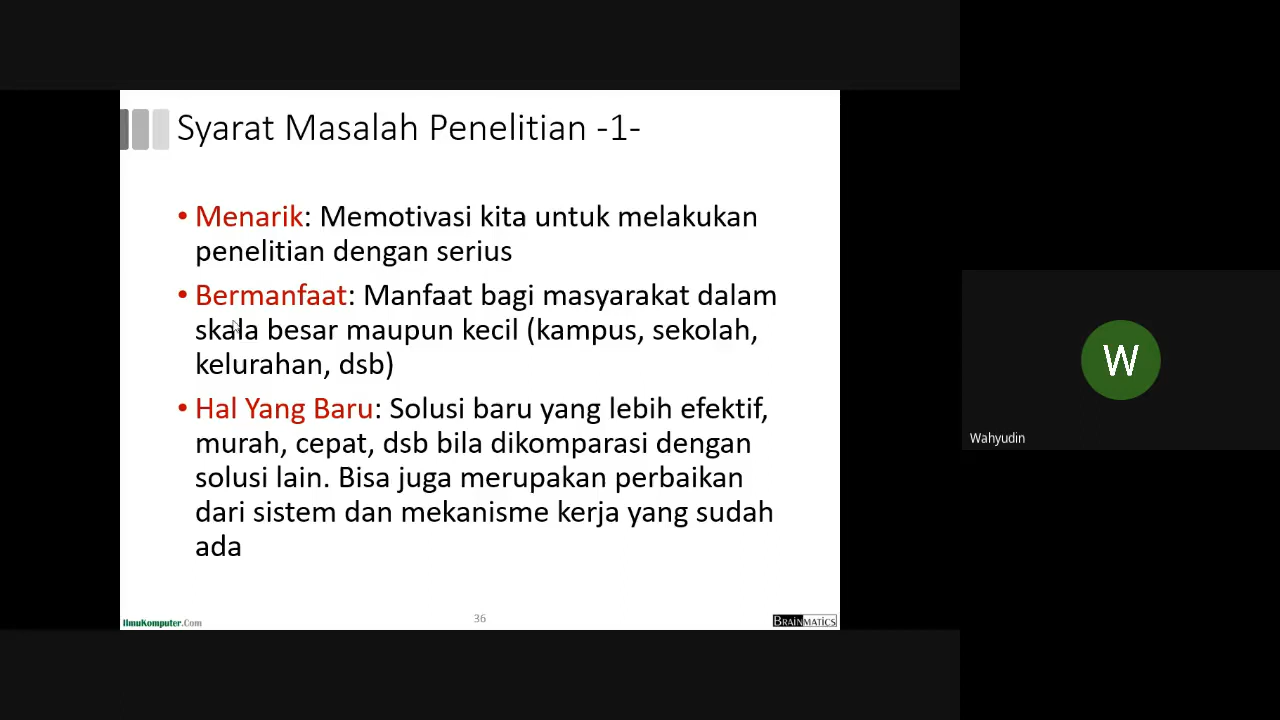 Syarat Masalah Penelitian -1-
• Menarik: Memotivasi kita untuk melakukan
penelitian dengan serius
• Bermanfaat: Manfaat bagi masyarakat dalam
skala besar maupun kecil (kampus, sekolah,
kelurahan, dsb)
• Hal Yang Baru: Solusi baru yang lebih efektif,
murah, cepat, dsb bila dikomparasi dengan
solusi lain. Bisa juga merupakan perbaikan
dari sistem dan mekanisme kerja yang sudah
ada
IlmuKomputer.Com
36
BRAINMATICS
W
Wahyudin